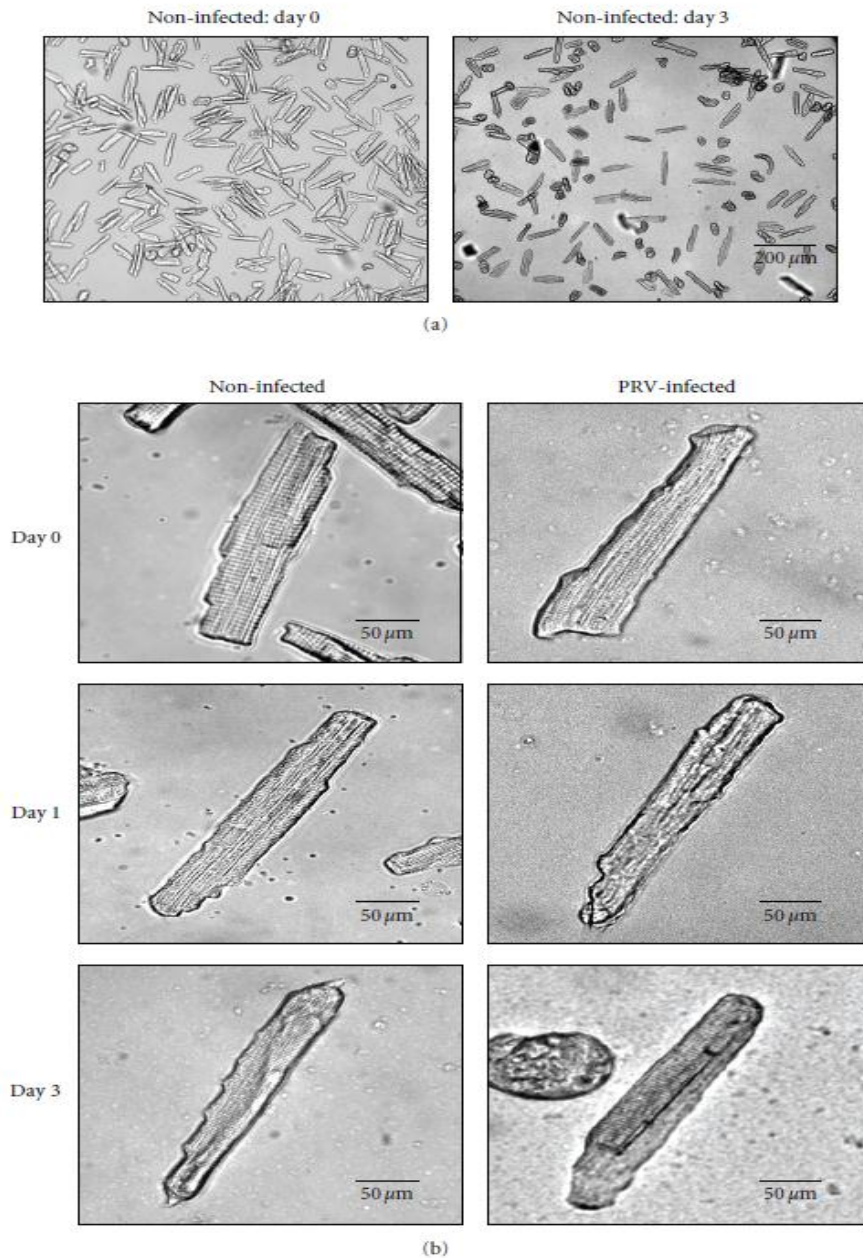 Non-infected: day 0
Non-infected: day 3
200 µm
(a)
Non-infected
PRV-infected
Day 0
50 µm
50 µm
Day 1
50 µm
50 µm
Day 3
50 µm
50 µm
(b)